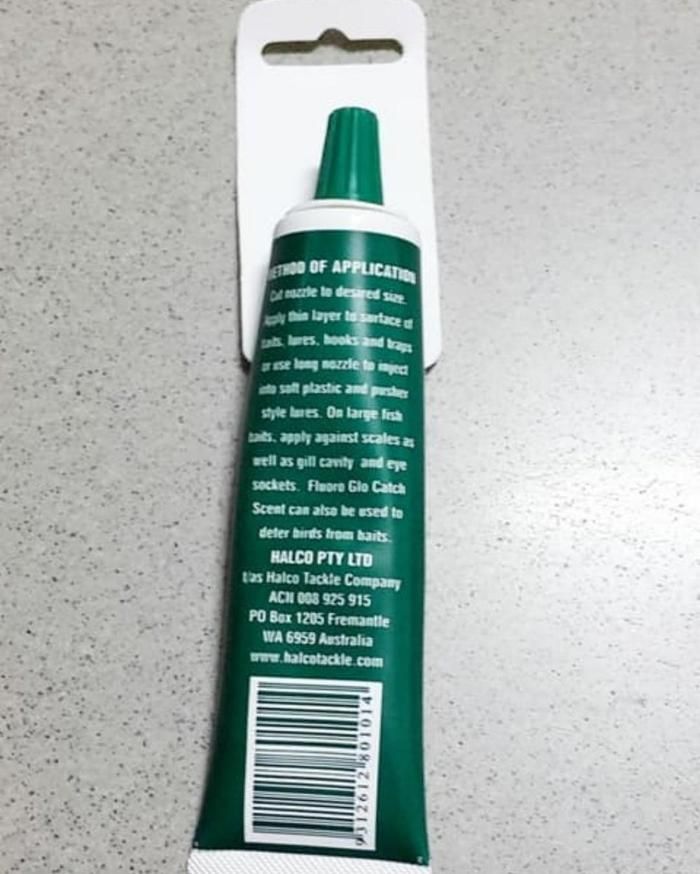 METHOD OF APPLICATION
Cut nozzle to desired size.
Apply thin layer to surface of
baits, lures, hooks and traps
or use long nozzle to inject
into soft plastic and pusher
style lures. On large fish
baits, apply against scales as
well as gill cavity and eye
sockets. Fluoro Glo Catch
Scent can also be used to
deter birds from baits.
HALCO PTY LTD
t/as Halco Tackle Company
ACN 008 925 915
PO Box 1205 Fremantle
WA 6959 Australia
www.halcotackle.com
9312612801014